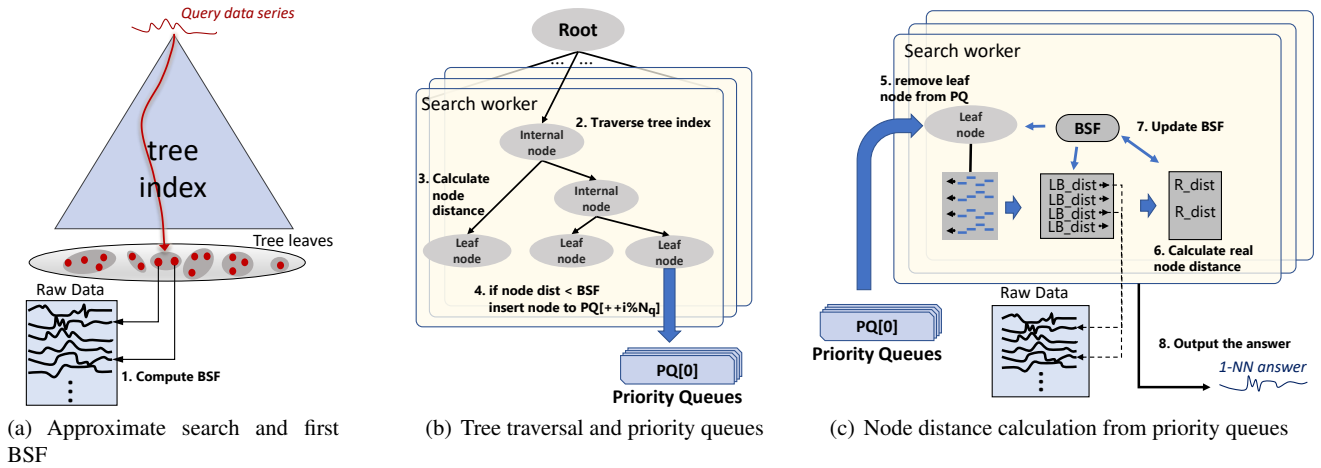 Query data series
tree
index
Tree leaves
Raw Data
1. Compute BSF
(a) Approximate search and first
BSF
Root
... ...
Search worker
2. Traverse tree index
Internal
node
3. Calculate
node
distance
Internal
node
Leaf
node
Leaf
node
Leaf
node
4. if node dist < BSF
insert node to PQ[++i%Nq]
PQ[0]
Priority Queues
(b) Tree traversal and priority queues
Search worker
5. remove leaf
node from PQ
Leaf
node
BSF
7. Update BSF
LB_dist
LB_dist
LB_dist
LB_dist
R_dist
R_dist
6. Calculate real
node distance
PQ[0]
Priority Queues
Raw Data
8. Output the answer
1-NN answer
(c) Node distance calculation from priority queues